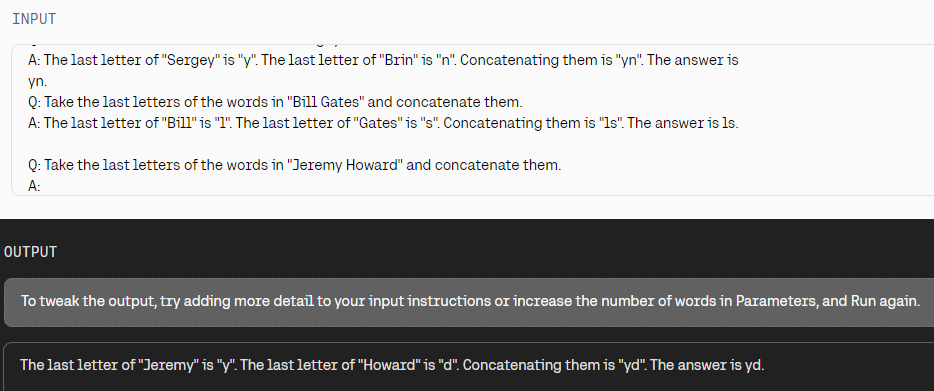 INPUT
A: The last letter of "Sergey" is "y". The last letter of "Brin" is "n". Concatenating them is "yn". The answer is
yn.
Q: Take the last letters of the words in "Bill Gates" and concatenate them.
A: The last letter of "Bill" is "l". The last letter of "Gates" is "s". Concatenating them is "ls". The answer is ls.
Q: Take the last letters of the words in "Jeremy Howard" and concatenate them.
A:
OUTPUT
To tweak the output, try adding more detail to your input instructions or increase the number of words in Parameters, and Run again.
The last letter of "Jeremy" is "y". The last letter of "Howard" is "d". Concatenating them is "yd". The answer is yd.